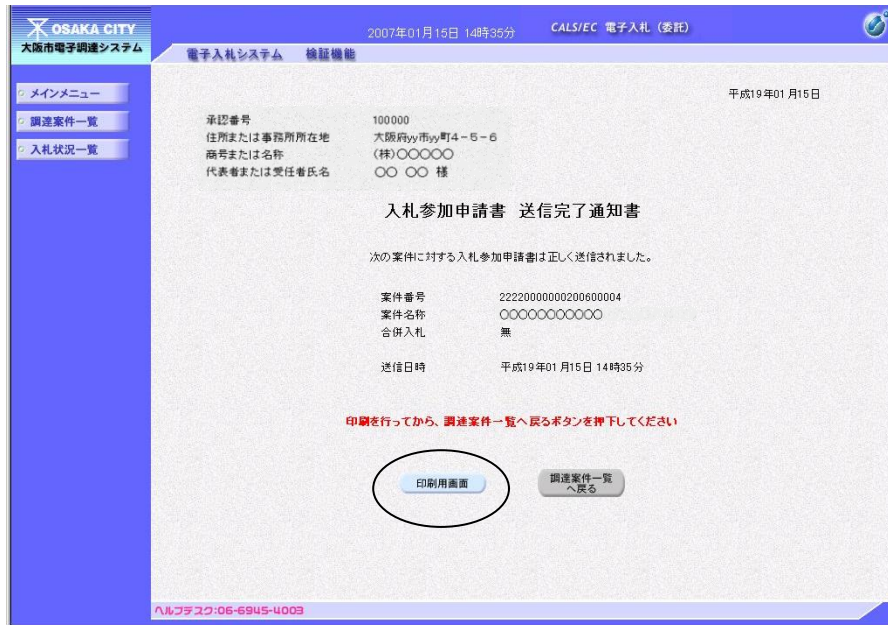 OSAKA CITY
大阪市電子調達システム
2007年01月15日 14時35分
CALS/EC 電子入札（委託）
電子入札システム 検証機能
メインメニュー
調達案件一覧
入札状況一覧
平成19年01月15日
承認番号 100000
住所または事務所所在地 大阪府yy市yy町4-5-6
商号または名称 (株)○○○○○
代表者または受任者氏名 ○○ ○○ 様
入札参加申請書 送信完了通知書
次の案件に対する入札参加申請書は正しく送信されました。
案件番号 22220000000200600004
案件名称 ○○○○○○○○○○○
合併入札 無
送信日時 平成19年01月15日 14時35分
印刷を行ってから、調達案件一覧へ戻るボタンを押下してください
印刷用画面
調達案件一覧
へ戻る
ヘルプデスク:06-6945-4003